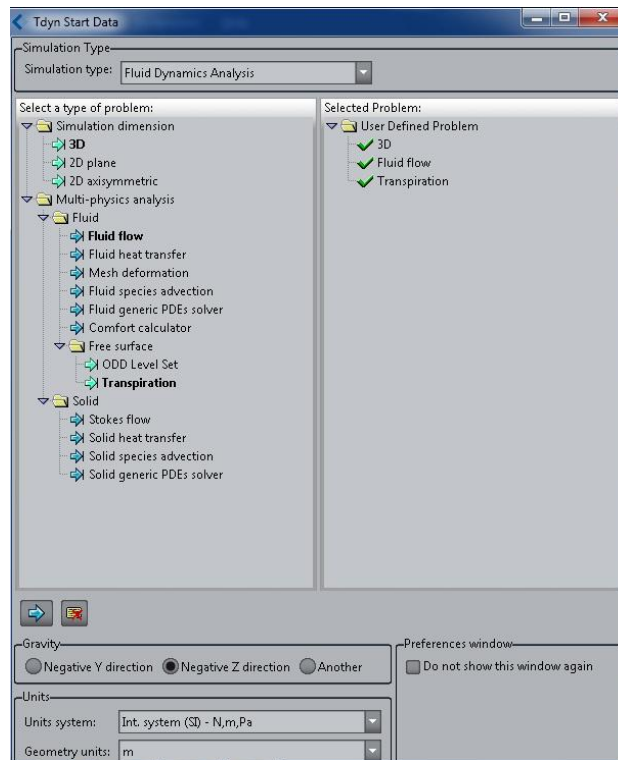 Tdyn Start Data
Simulation Type
Simulation type: Fluid Dynamics Analysis
Select a type of problem:
Simulation dimension
3D
2D plane
2D axisymmetric
Multi-physics analysis
Fluid
Fluid flow
Fluid heat transfer
Mesh deformation
Fluid species advection
Fluid generic PDEs solver
Comfort calculator
Free surface
ODD Level Set
Transpiration
Solid
Stokes flow
Solid heat transfer
Solid species advection
Solid generic PDEs solver
Selected Problem:
User Defined Problem
3D
Fluid flow
Transpiration
Gravity
Negative Y direction Negative Z direction Another
Preferences window
Do not show this window again
Units
Units system: Int. system (SI) - N,m,Pa
Geometry units: m